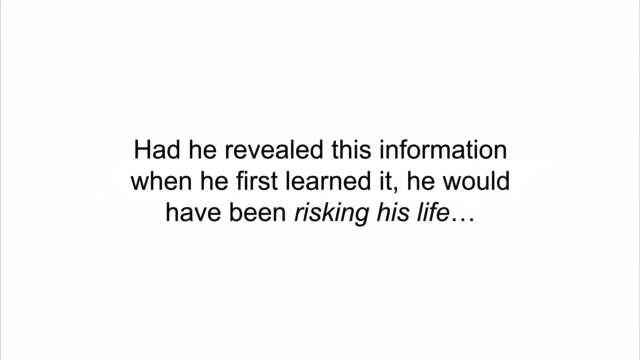 Had he revealed this information
when he first learned it, he would
have been risking his life…